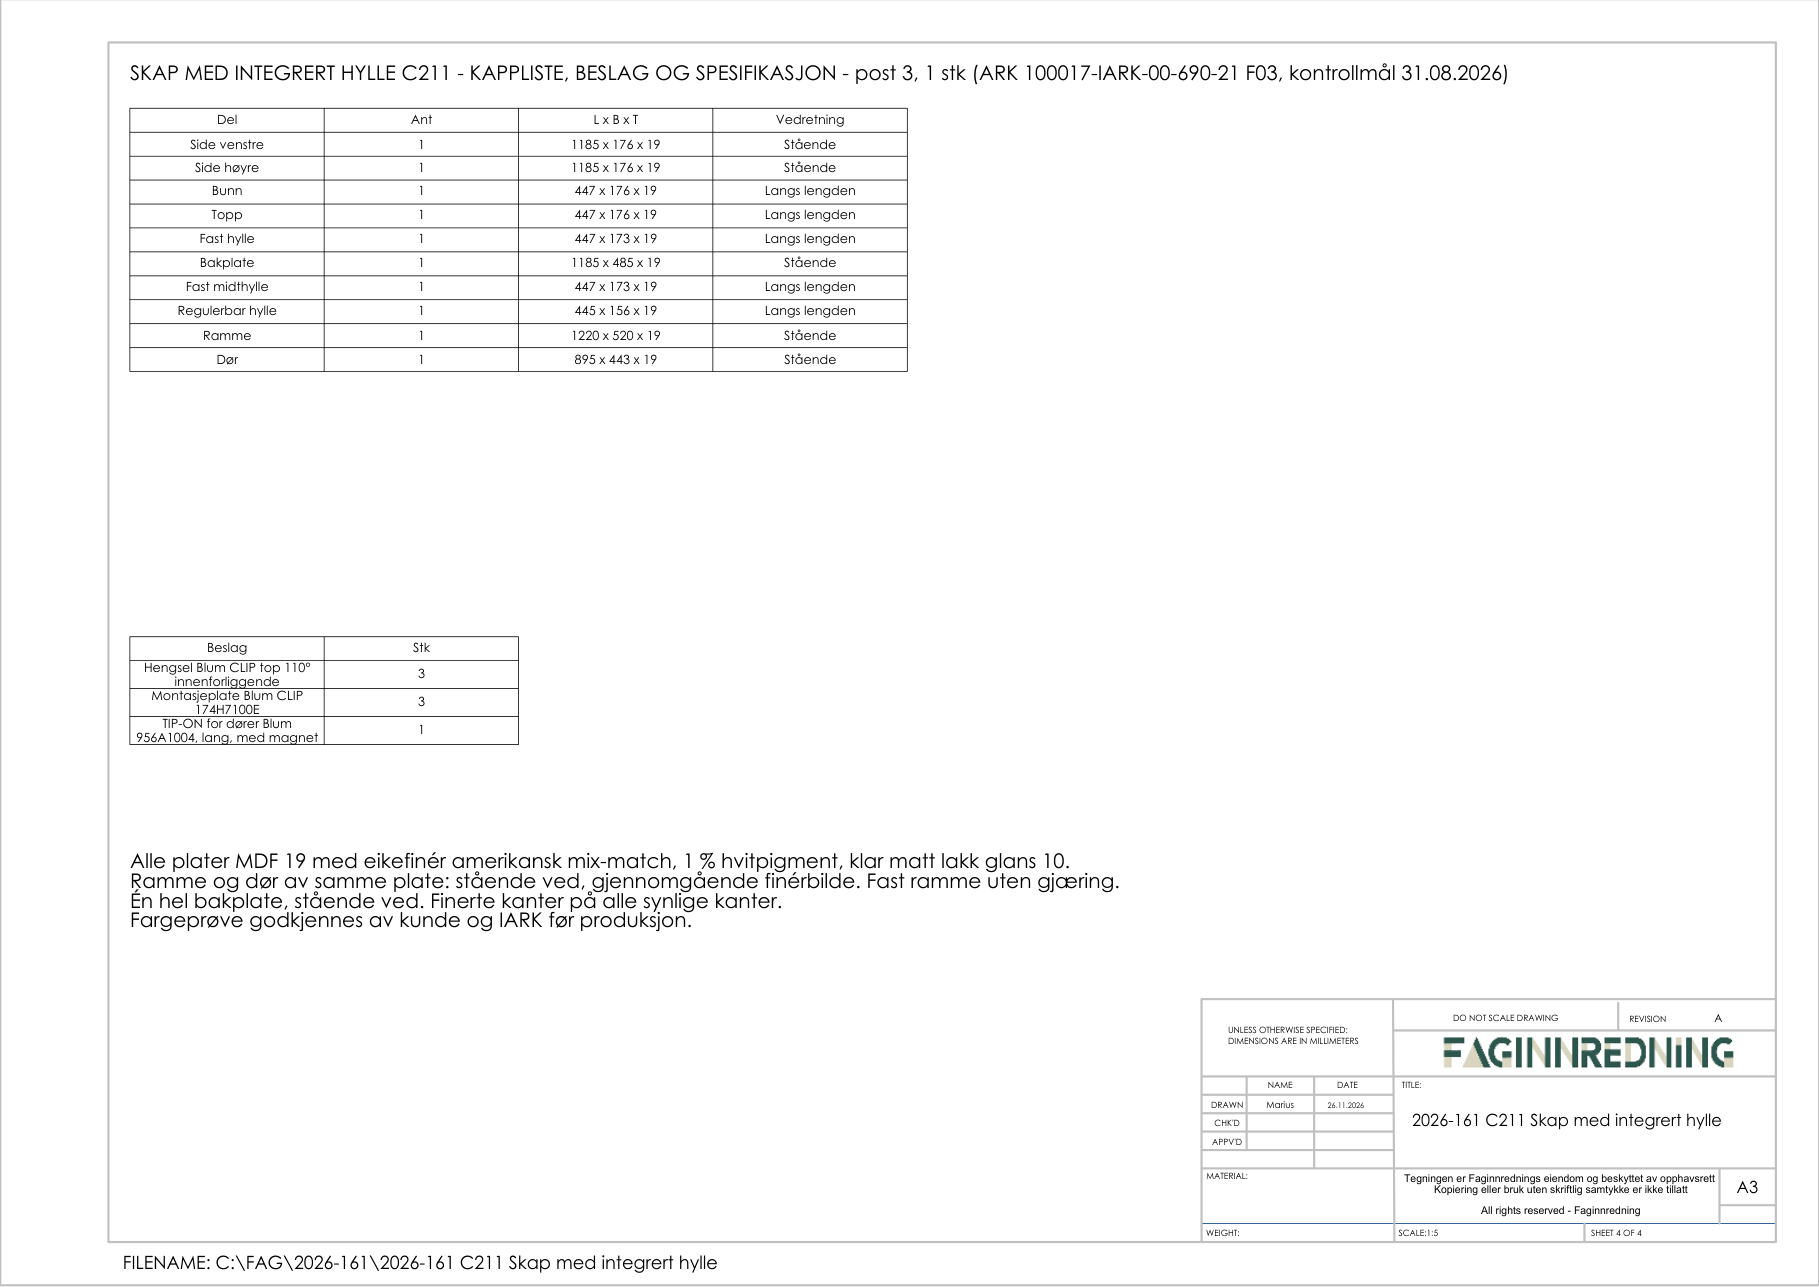 SKAP MED INTEGRERT HYLLE C211 - KAPPLISTE, BESLAG OG SPESIFIKASJON - post 3, 1 stk (ARK 100017-IARK-00-690-21 F03, kontrollmål 31.08.2026)
Del Ant L x B x T Vedretning
Side venstre 1 1185 x 176 x 19 Stående
Side høyre 1 1185 x 176 x 19 Stående
Bunn 1 447 x 176 x 19 Langs lengden
Topp 1 447 x 176 x 19 Langs lengden
Fast hylle 1 447 x 173 x 19 Langs lengden
Bakplate 1 1185 x 485 x 19 Stående
Fast midthylle 1 447 x 173 x 19 Langs lengden
Regulerbar hylle 1 445 x 156 x 19 Langs lengden
Ramme 1 1220 x 520 x 19 Stående
Dør 1 895 x 443 x 19 Stående
Beslag Stk
Hengsel Blum CLIP top 110°
innenforliggende 3
Montasjeplate Blum CLIP
174H7100E 3
TIP-ON for dører Blum
956A1004, lang, med magnet 1
Alle plater MDF 19 med eikefinér amerikansk mix-match, 1 % hvitpigment, klar matt lakk glans 10.
Ramme og dør av samme plate: stående ved, gjennomgående finérbilde. Fast ramme uten gjæring.
Én hel bakplate, stående ved. Finerte kanter på alle synlige kanter.
Fargeprøve godkjennes av kunde og IARK før produksjon.
UNLESS OTHERWISE SPECIFIED:
DIMENSIONS ARE IN MILLIMETERS
DO NOT SCALE DRAWING
REVISION A
FAGINNREDNING
NAME DATE
DRAWN Marius 26.11.2026
CHK'D
APPV'D
TITLE:
2026-161 C211 Skap med integrert hylle
MATERIAL:
Tegningen er Faginnrednings eiendom og beskyttet av opphavsrett
Kopiering eller bruk uten skriftlig samtykke er ikke tillatt
All rights reserved - Faginnredning
A3
WEIGHT:
SCALE:1:5
SHEET 4 OF 4
FILENAME: C:\FAG\2026-161\2026-161 C211 Skap med integrert hylle